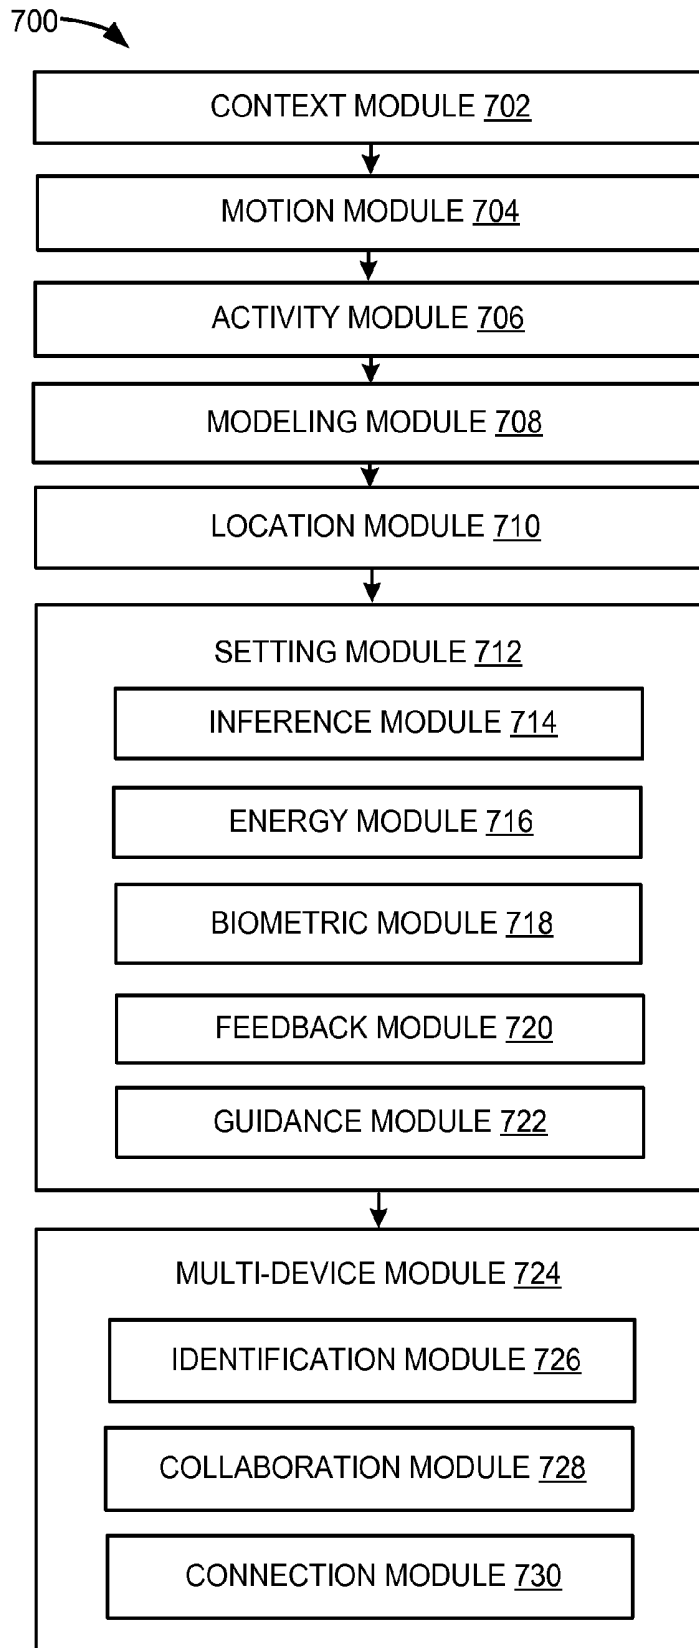 700
CONTEXT MODULE 702
MOTION MODULE 704
ACTIVITY MODULE 706
MODELING MODULE 708
LOCATION MODULE 710
SETTING MODULE 712
INFERENCE MODULE 714
ENERGY MODULE 716
BIOMETRIC MODULE 718
FEEDBACK MODULE 720
GUIDANCE MODULE 722
MULTI-DEVICE MODULE 724
IDENTIFICATION MODULE 726
COLLABORATION MODULE 728
CONNECTION MODULE 730